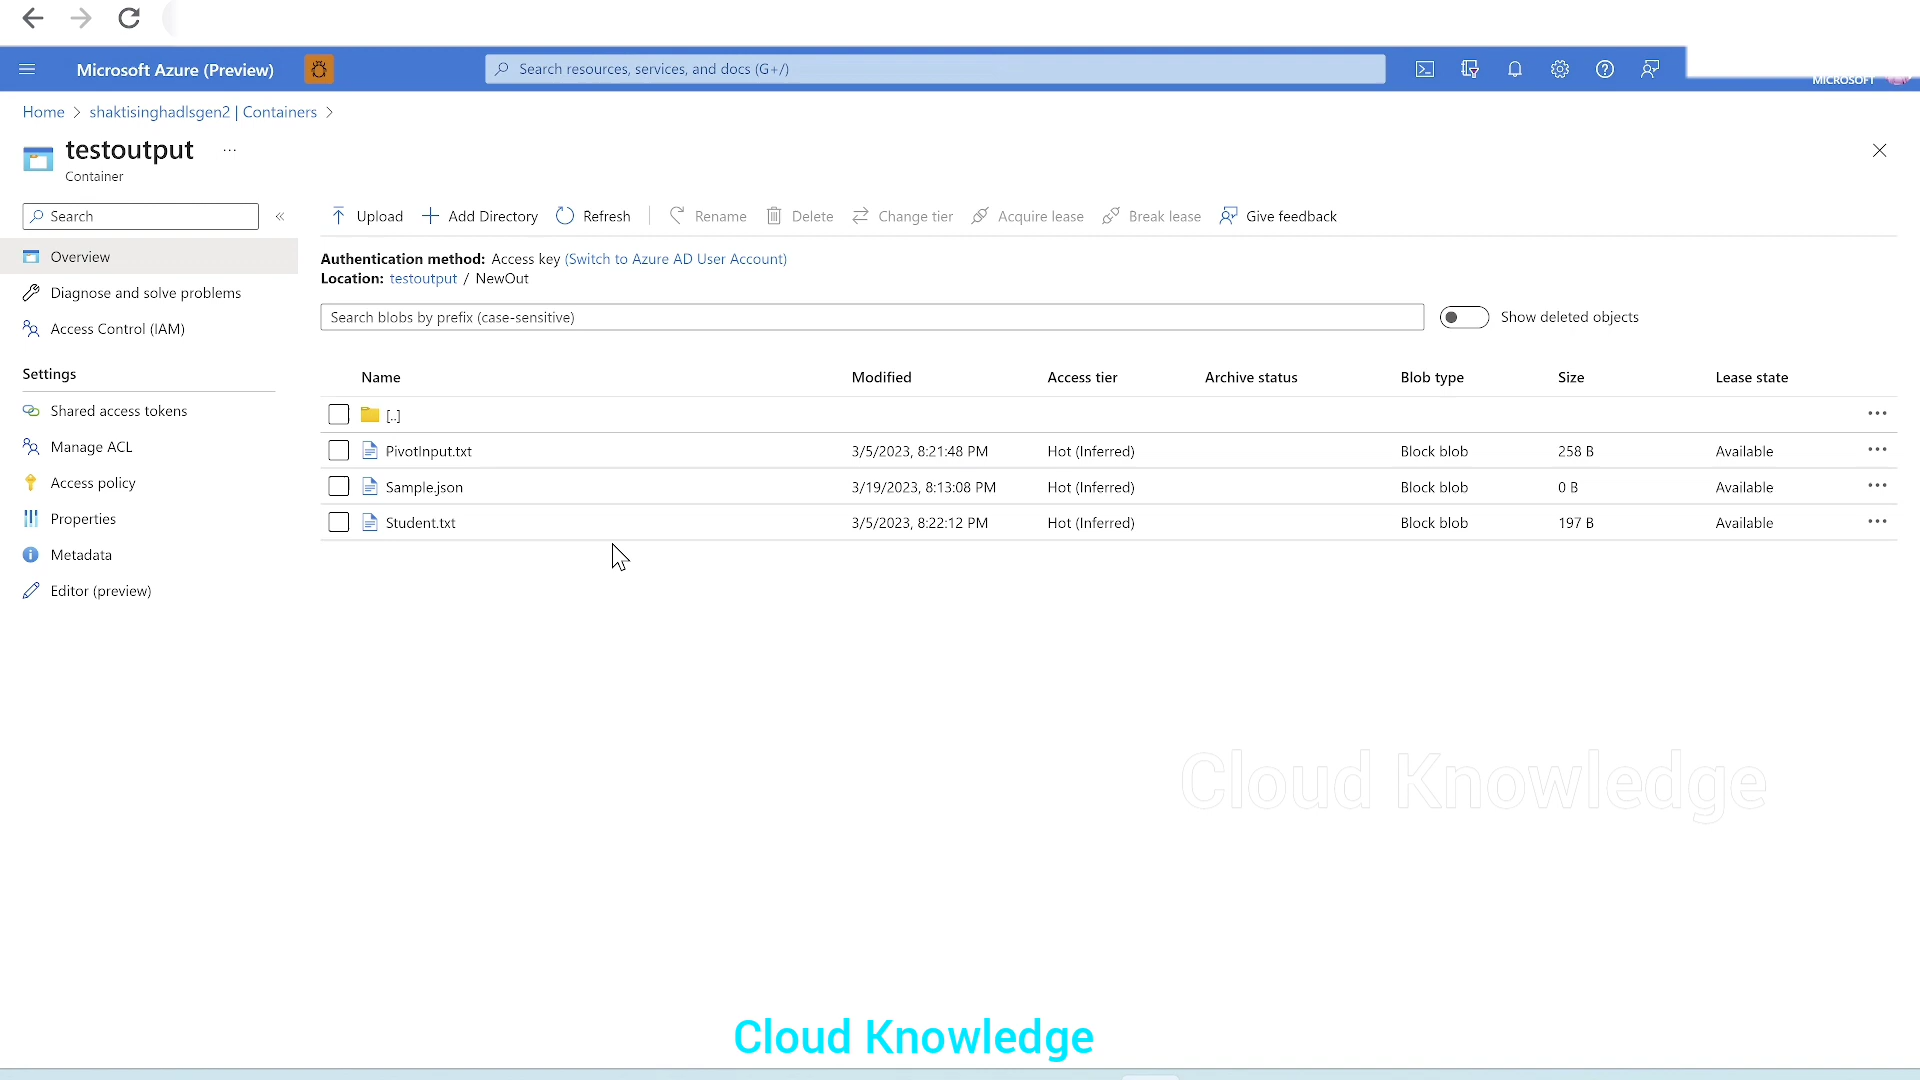 Microsoft Azure (Preview)
Search resources, services, and docs (G+/)
MICROSOFT
Home > shaktisinghadlsgen2 | Containers >
testoutput ...
Container
Search «
Upload Add Directory Refresh Rename Delete Change tier Acquire lease Break lease Give feedback
Overview
Diagnose and solve problems
Access Control (IAM)
Settings
Shared access tokens
Manage ACL
Access policy
Properties
Metadata
Editor (preview)
Authentication method: Access key (Switch to Azure AD User Account)
Location: testoutput / NewOut
Search blobs by prefix (case-sensitive)
Show deleted objects
Name Modified Access tier Archive status Blob type Size Lease state
[..]
PivotInput.txt 3/5/2023, 8:21:48 PM Hot (Inferred) Block blob 258 B Available
Sample.json 3/19/2023, 8:13:08 PM Hot (Inferred) Block blob 0 B Available
Student.txt 3/5/2023, 8:22:12 PM Hot (Inferred) Block blob 197 B Available
Cloud Knowledge
Cloud Knowledge